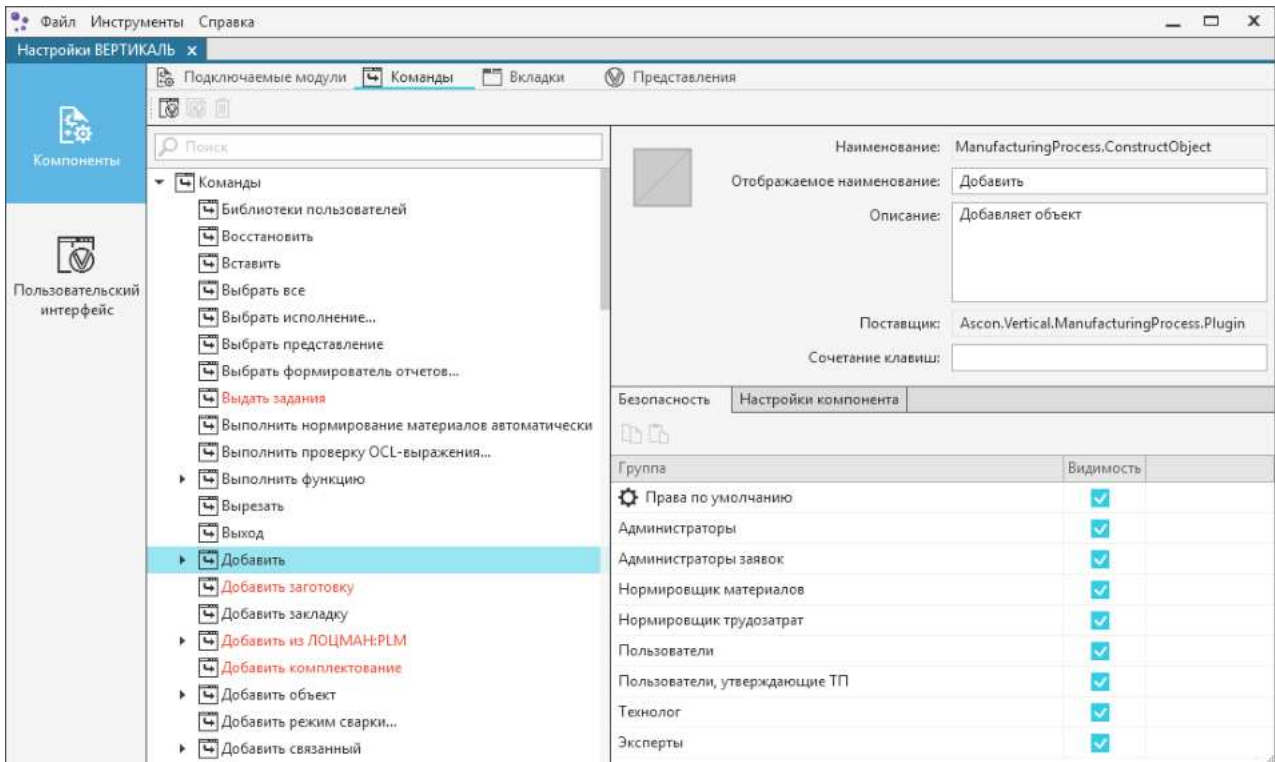 Файл Инструменты Справка
Настройки ВЕРТИКАЛЬ x
Подключаемые модули Команды Вкладки Представления
Компоненты
Пользовательский
интерфейс
Поиск
Команды
Библиотеки пользователей
Восстановить
Вставить
Выбрать все
Выбрать исполнение...
Выбрать представление
Выбрать формирователь отчетов...
Выдать задания
Выполнить нормирование материалов автоматически
Выполнить проверку OCL-выражения...
Выполнить функцию
Вырезать
Выход
Добавить
Добавить заготовку
Добавить закладку
Добавить из ЛОЦМАН:PLM
Добавить комплектование
Добавить объект
Добавить режим сварки...
Добавить связанный
Наименование: ManufacturingProcess.ConstructObject
Отображаемое наименование: Добавить
Описание: Добавляет объект
Поставщик: Ascon.Vertical.ManufacturingProcess.Plugin
Сочетание клавиш:
Безопасность Настройки компонента
Группа Видимость
Права по умолчанию
Администраторы
Администраторы заявок
Нормировщик материалов
Нормировщик трудозатрат
Пользователи
Пользователи, утверждающие ТП
Технолог
Эксперты